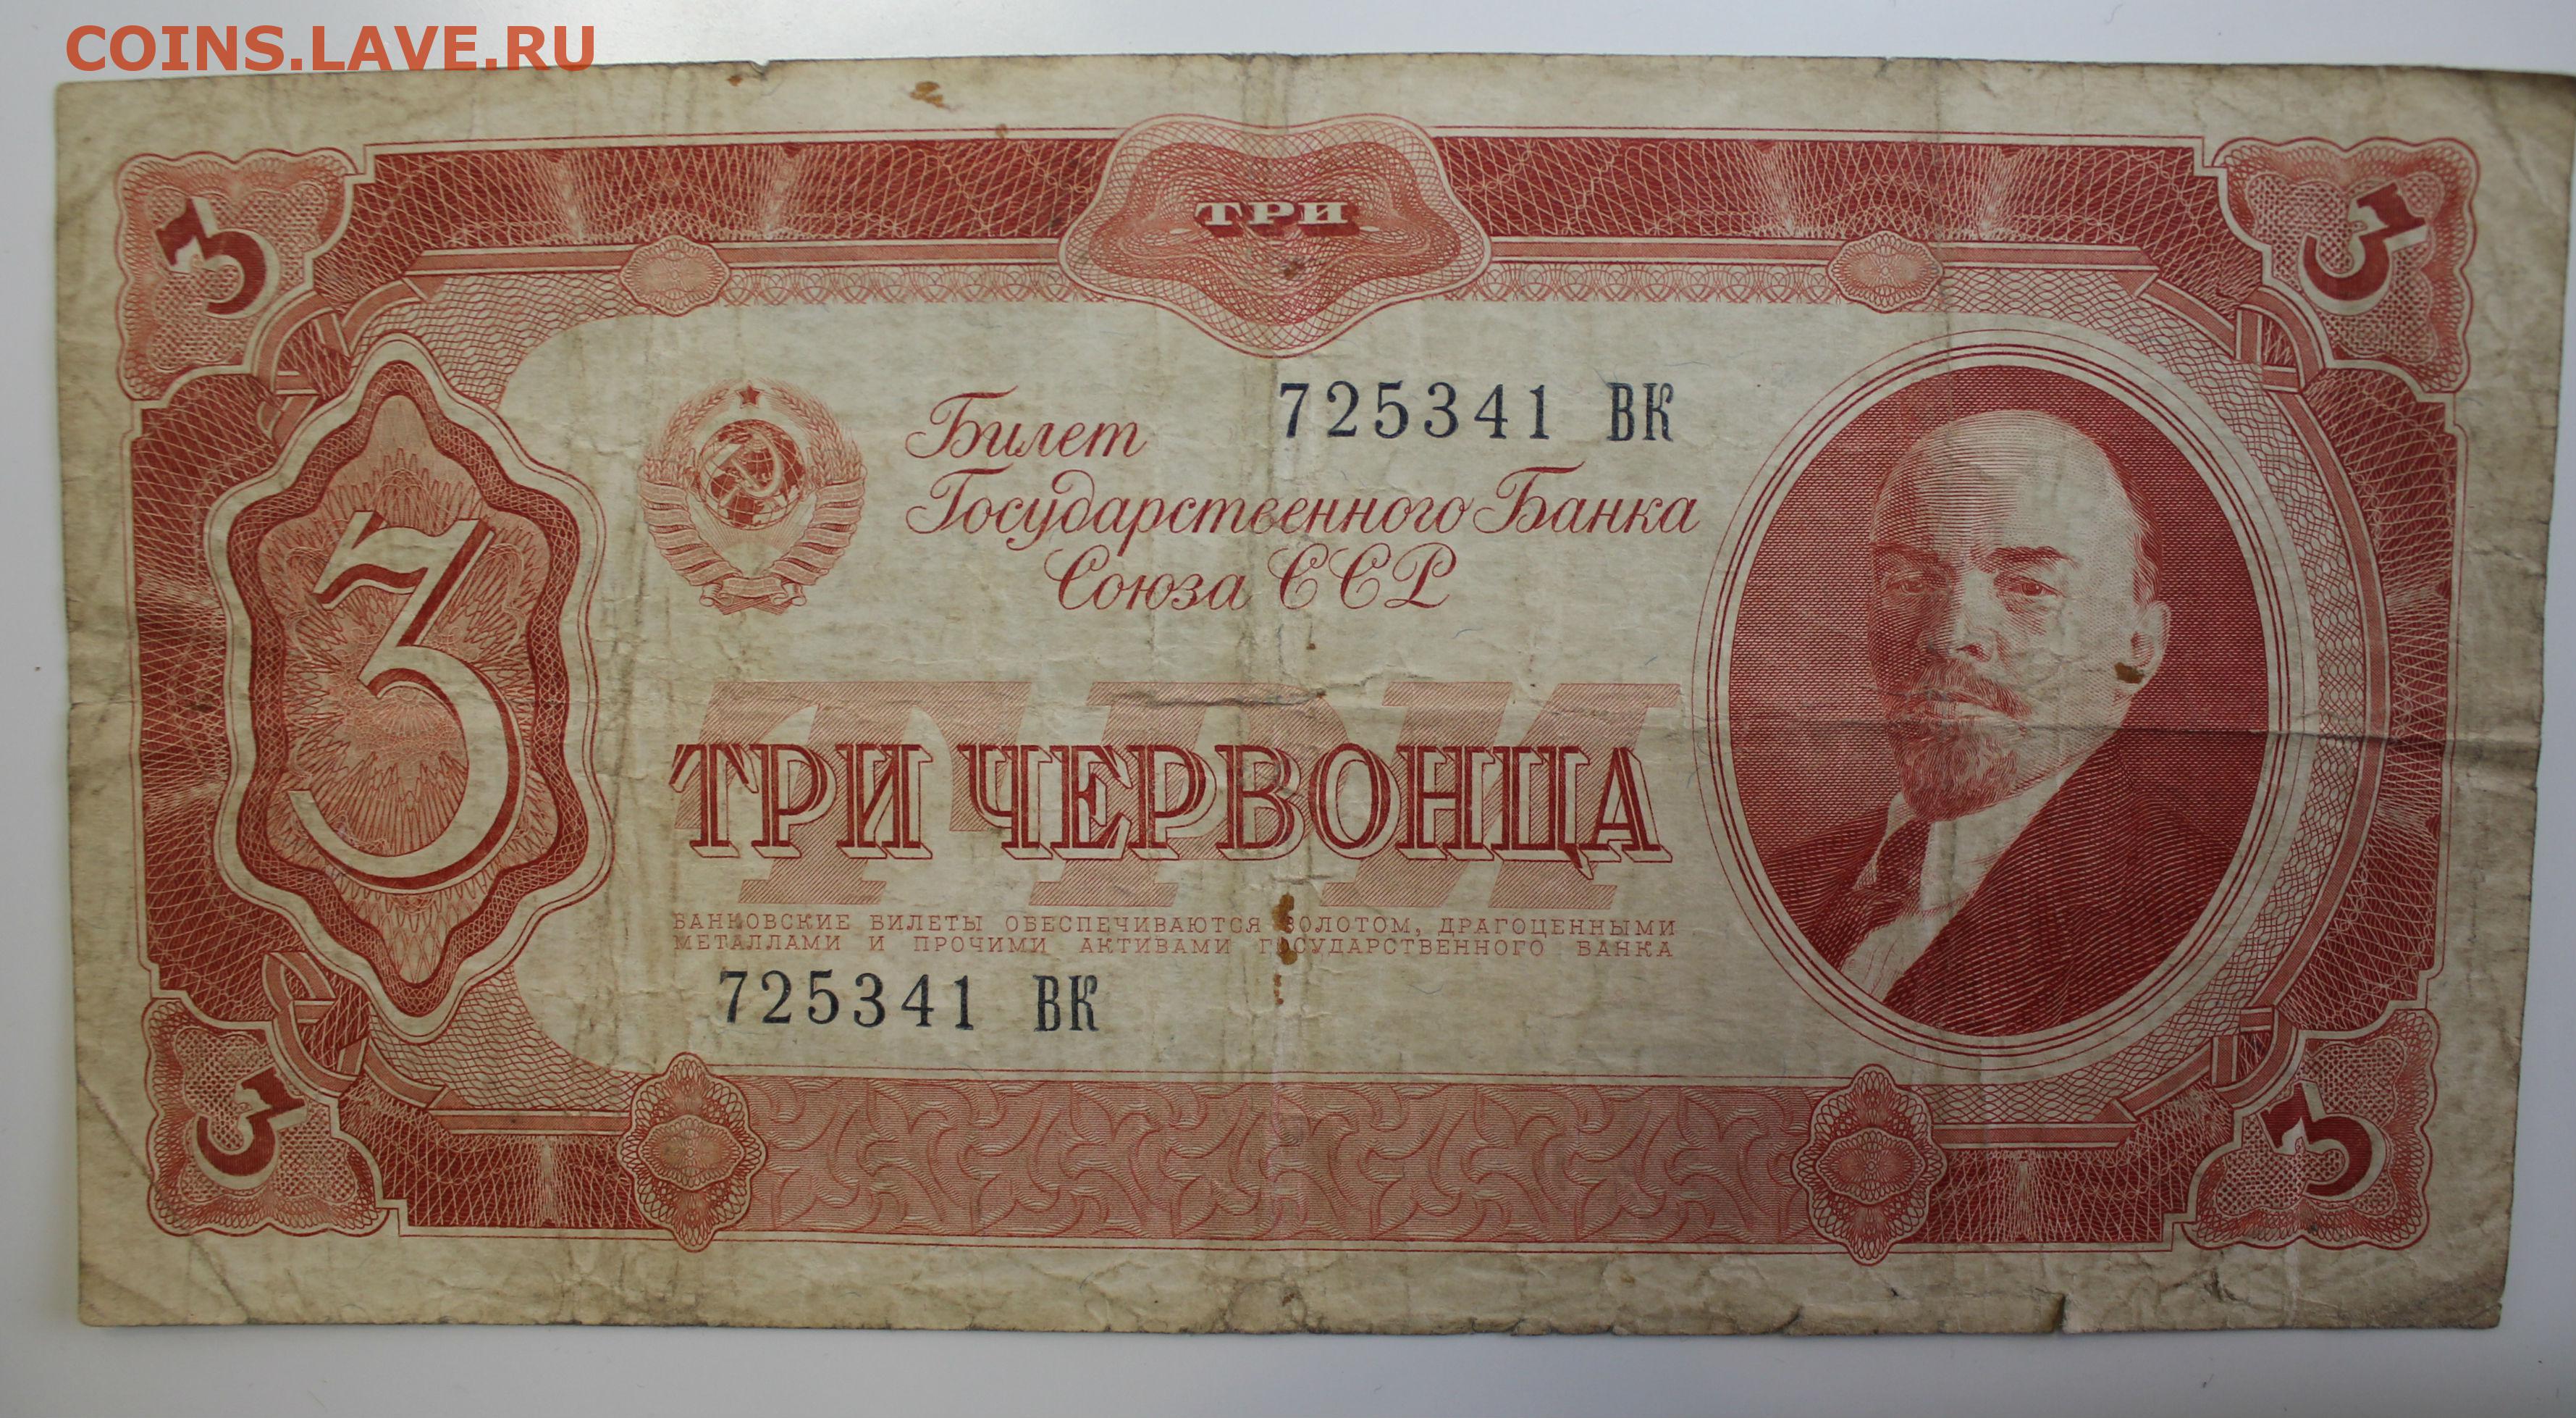 COINS.LAVE.RU
3
ТРИ
3
725341 ВК
Билет
Государственного Банка
Союза ССР
3
ТРИ
ТРИ ЧЕРВОНЦА
БАНКОВСКИЕ БИЛЕТЫ ОБЕСПЕЧИВАЮТСЯ ЗОЛОТОМ, ДРАГОЦЕННЫМИ
МЕТАЛЛАМИ И ПРОЧИМИ АКТИВАМИ ГОСУДАРСТВЕННОГО БАНКА
725341 ВК
3
3